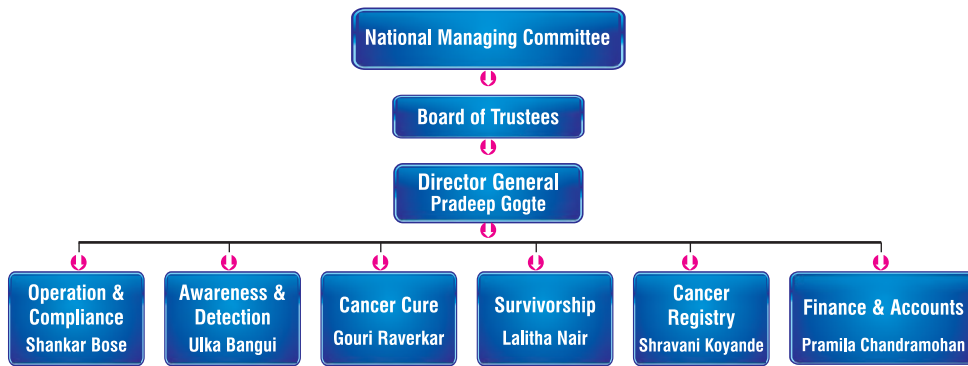 National Managing Committee
Board of Trustees
Director General
Pradeep Gogte
Operation &
Compliance
Shankar Bose
Awareness &
Detection
Ulka Bangui
Cancer Cure
Gouri Raverkar
Survivorship
Lalitha Nair
Cancer
Registry
Shravani Koyande
Finance & Accounts
Pramila Chandramohan